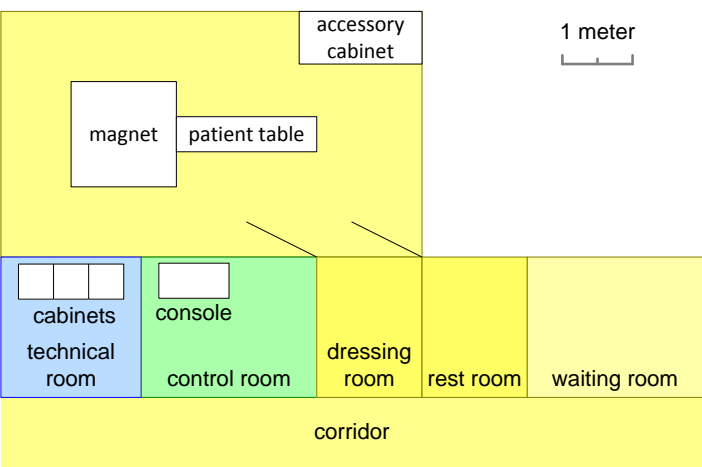 accessory
cabinet
1 meter
magnet
patient table
cabinets
console
technical
room
control room
dressing
room
rest room
waiting room
corridor